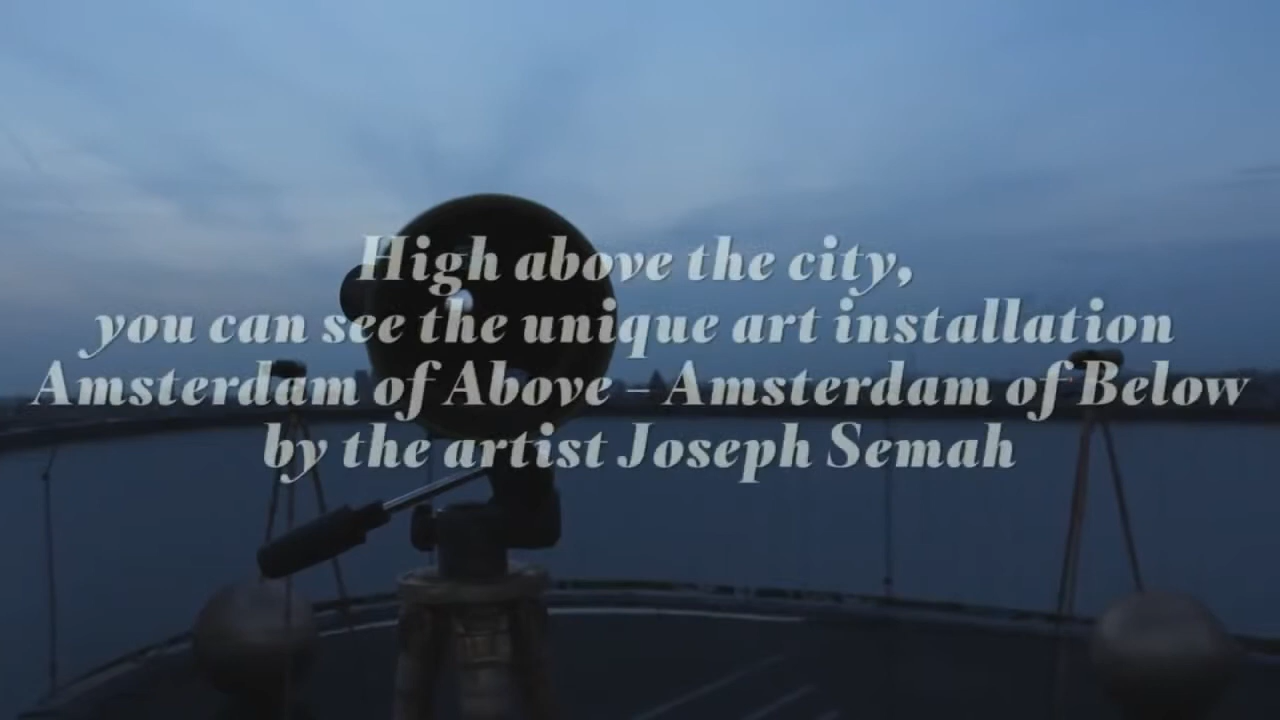 High above the city,
you can see the unique art installation
Amsterdam of Above – Amsterdam of Below
by the artist Joseph Semah